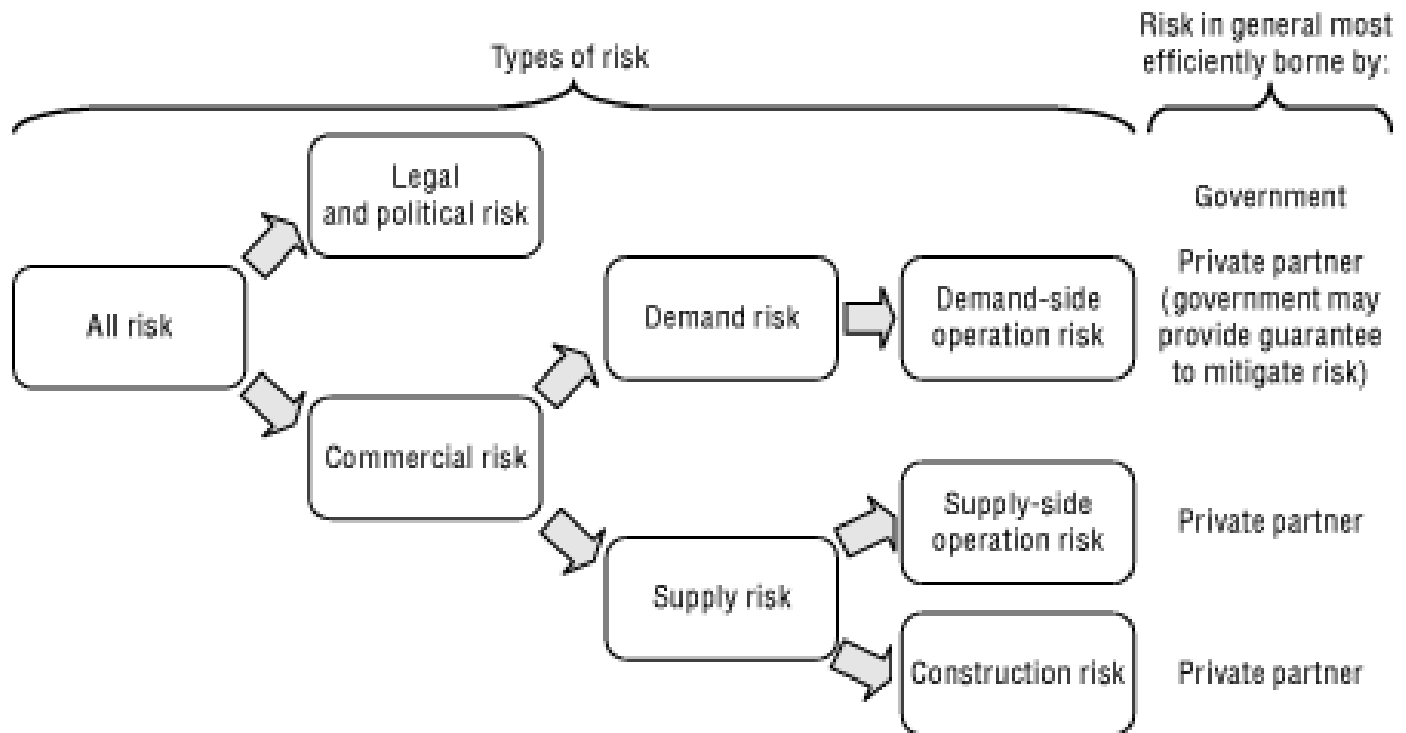 Types of risk
Risk in general most
efficiently borne by:
Legal
and political risk
Government
All risk
Demand risk
Demand-side
operation risk
Private partner
(government may
provide guarantee
to mitigate risk)
Commercial risk
Supply-side
operation risk
Private partner
Supply risk
Construction risk
Private partner